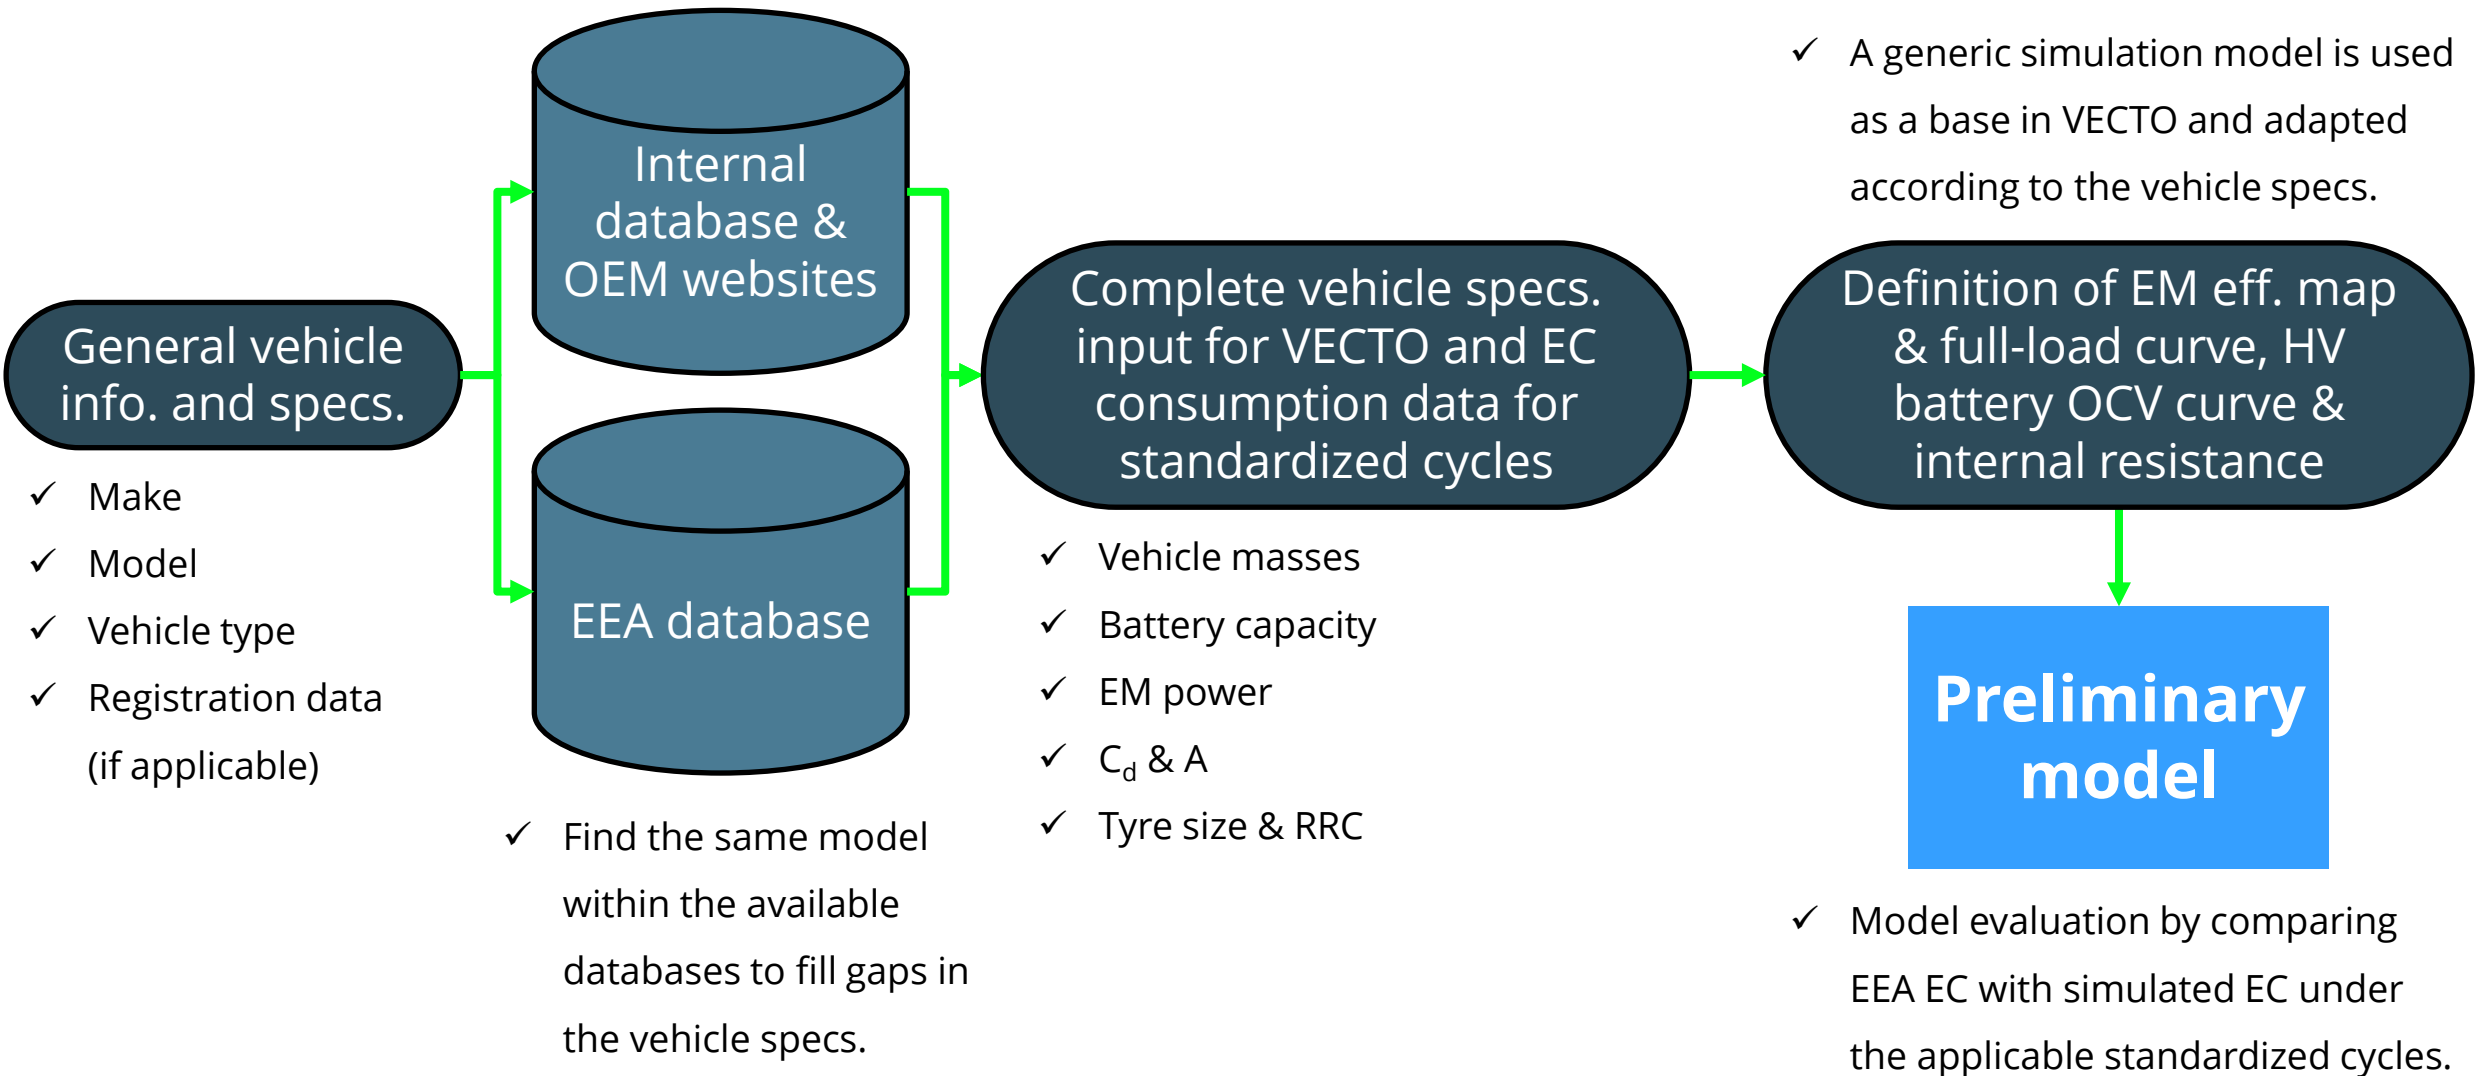 General vehicle
info. and specs.
✓ Make
✓ Model
✓ Vehicle type
✓ Registration data
(if applicable)
Internal
database &
OEM websites
EEA database
✓ Find the same model
within the available
databases to fill gaps in
the vehicle specs.
Complete vehicle specs.
input for VECTO and EC
consumption data for
standardized cycles
✓ Vehicle masses
✓ Battery capacity
✓ EM power
✓ C_d & A
✓ Tyre size & RRC
✓ A generic simulation model is used
as a base in VECTO and adapted
according to the vehicle specs.
Definition of EM eff. map
& full-load curve, HV
battery OCV curve &
internal resistance
Preliminary
model
✓ Model evaluation by comparing
EEA EC with simulated EC under
the applicable standardized cycles.